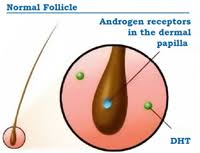 Normal Follicle
Androgen receptors
in the dermal
papilla
DHT